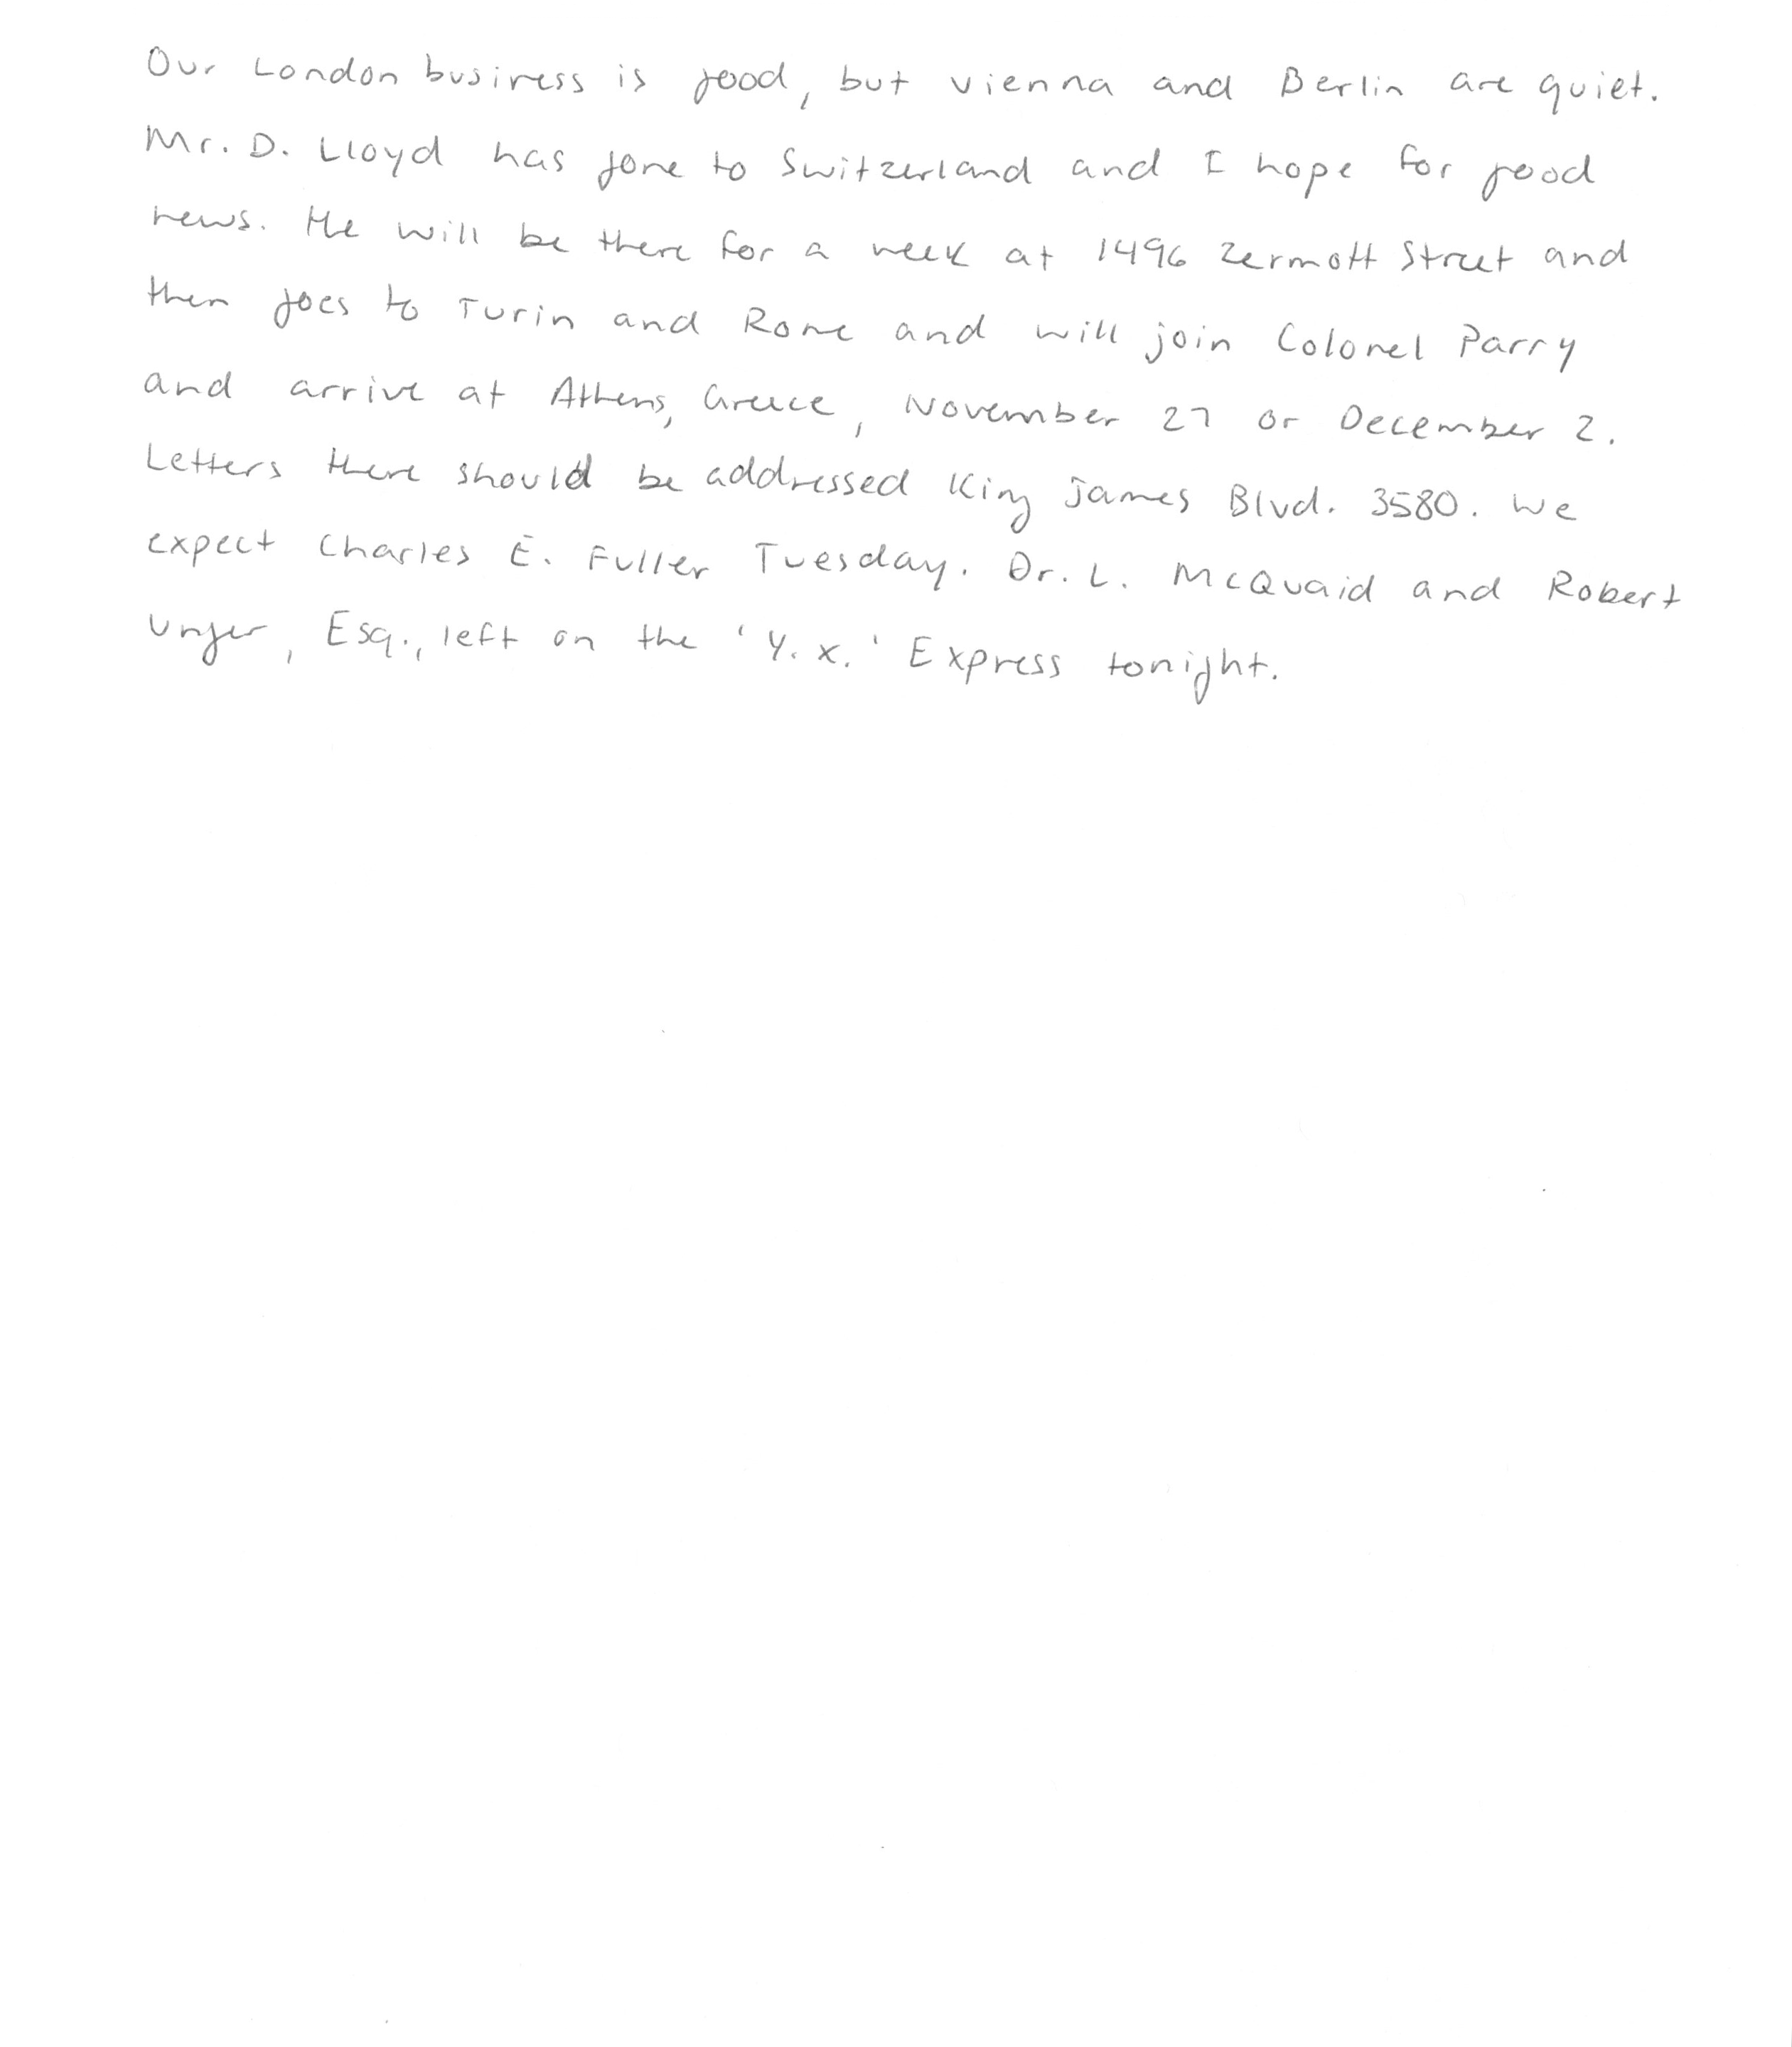 Our London business is good, but Vienna and Berlin are quiet.
Mr. D. Lloyd has gone to Switzerland and I hope for good
news. He will be there for a week at 1496 Zermott Street and
then goes to Turin and Rome and will join Colonel Parry
and arrive at Athens, Greece, November 27 or December 2.
Letters there should be addressed King James Blvd. 3580. We
expect Charles E. Fuller Tuesday. Dr. L. McQuaid and Robert
Unger, Esq., left on the 'Y.X.' Express tonight.